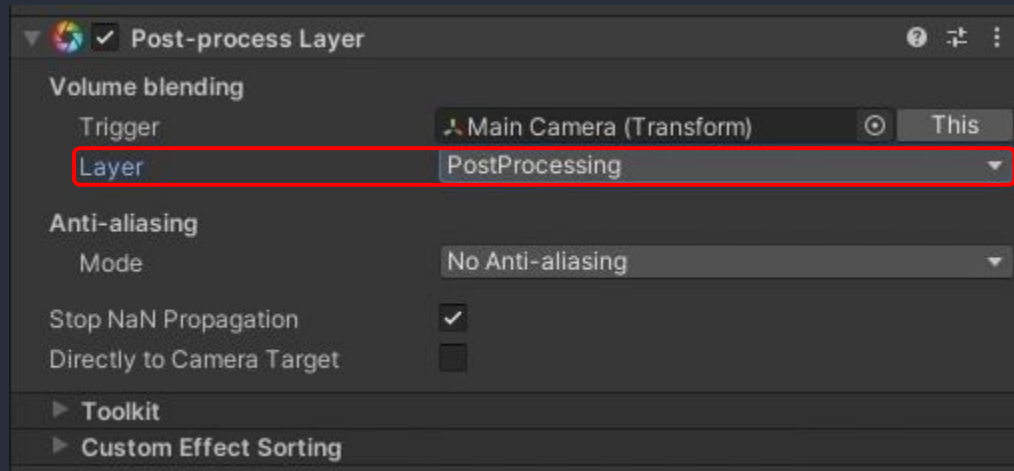 Post-process Layer
Volume blending
Trigger Main Camera (Transform) This
Layer PostProcessing
Anti-aliasing
Mode No Anti-aliasing
Stop NaN Propagation
Directly to Camera Target
Toolkit
Custom Effect Sorting